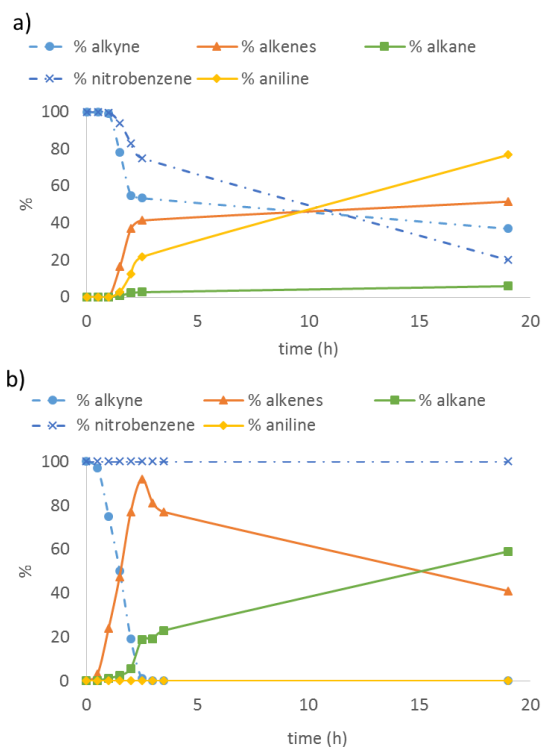 a)
% alkyne % alkenes % alkane
% nitrobenzene % aniline
100
80
60
40
20
0
%
0 5 10 15 20
time (h)
b)
% alkyne % alkenes % alkane
% nitrobenzene % aniline
100
80
60
40
20
0
%
0 5 10 15 20
time (h)